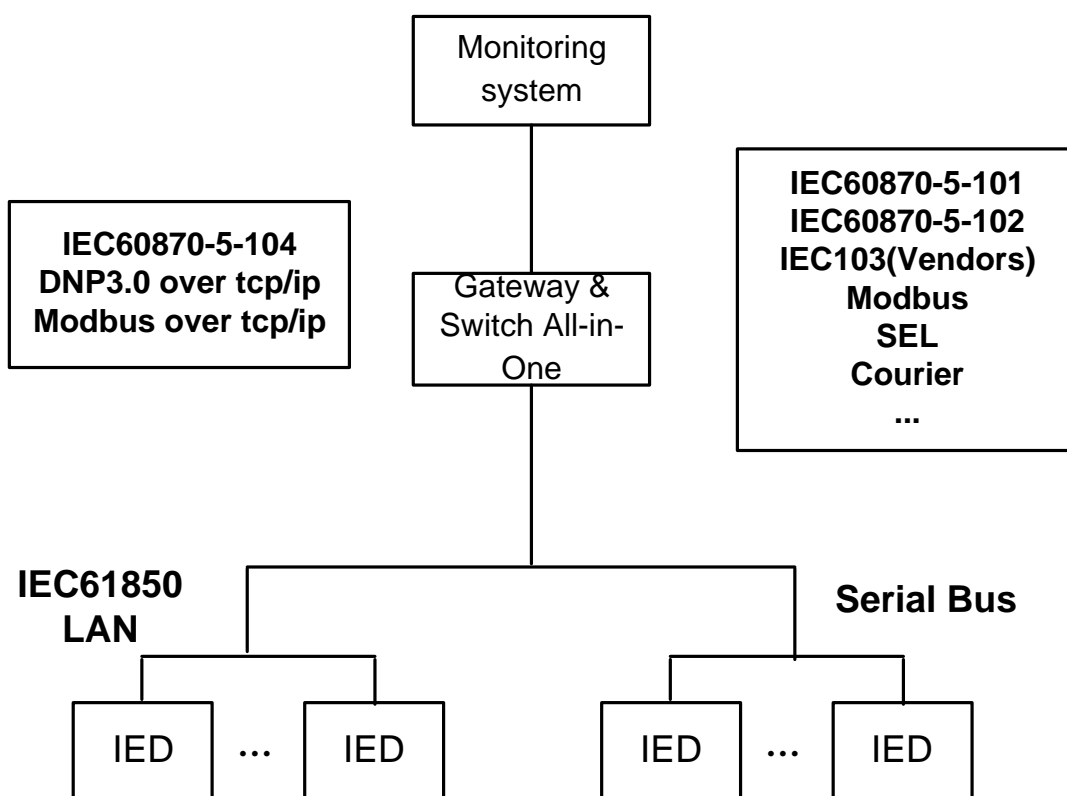 Monitoring
system
IEC60870-5-104
DNP3.0 over tcp/ip
Modbus over tcp/ip
Gateway &
Switch All-in-
One
IEC60870-5-101
IEC60870-5-102
IEC103(Vendors)
Modbus
SEL
Courier
...
IEC61850
LAN
Serial Bus
IED ... IED
IED ... IED